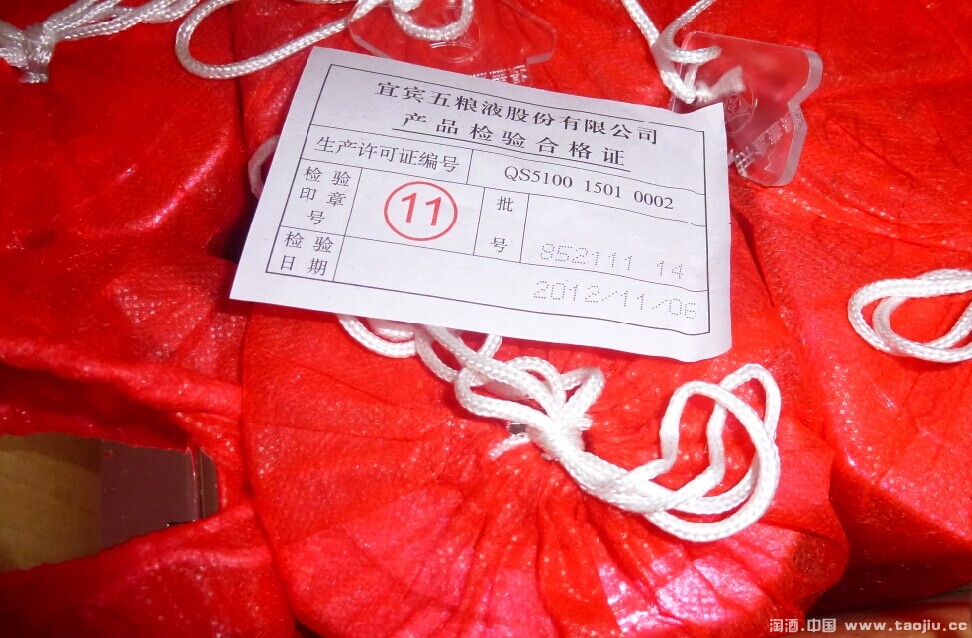 宜宾五粮液股份有限公司
产品检验合格证
生产许可证编号 QS5100 1501 0002
检验印章号 11 批号 852111 14
检验日期 2012/11/06
淘酒.中国 www.taojiu.cc